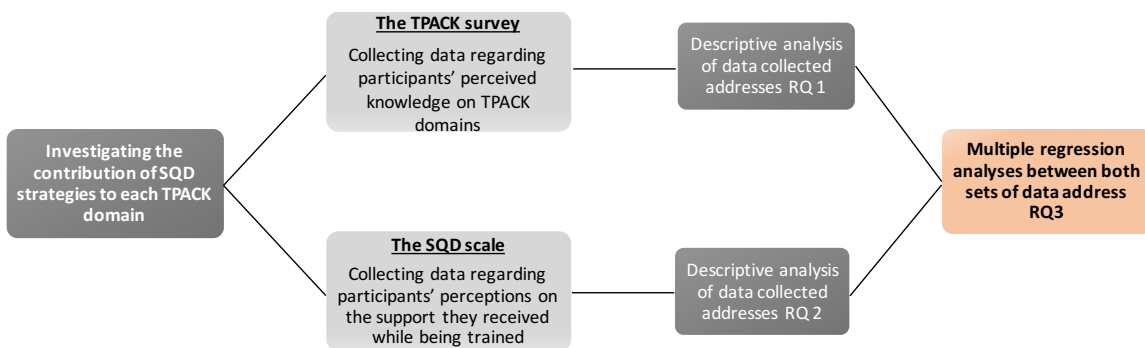 Investigating the
contribution of SQD
strategies to each TPACK
domain
The TPACK survey
Collecting data regarding
participants’ perceived
knowledge on TPACK
domains
Descriptive analysis
of data collected
addresses RQ 1
The SQD scale
Collecting data regarding
participants’ perceptions on
the support they received
while being trained
Descriptive analysis
of data collected
addresses RQ 2
Multiple regression
analyses between both
sets of data address
RQ3